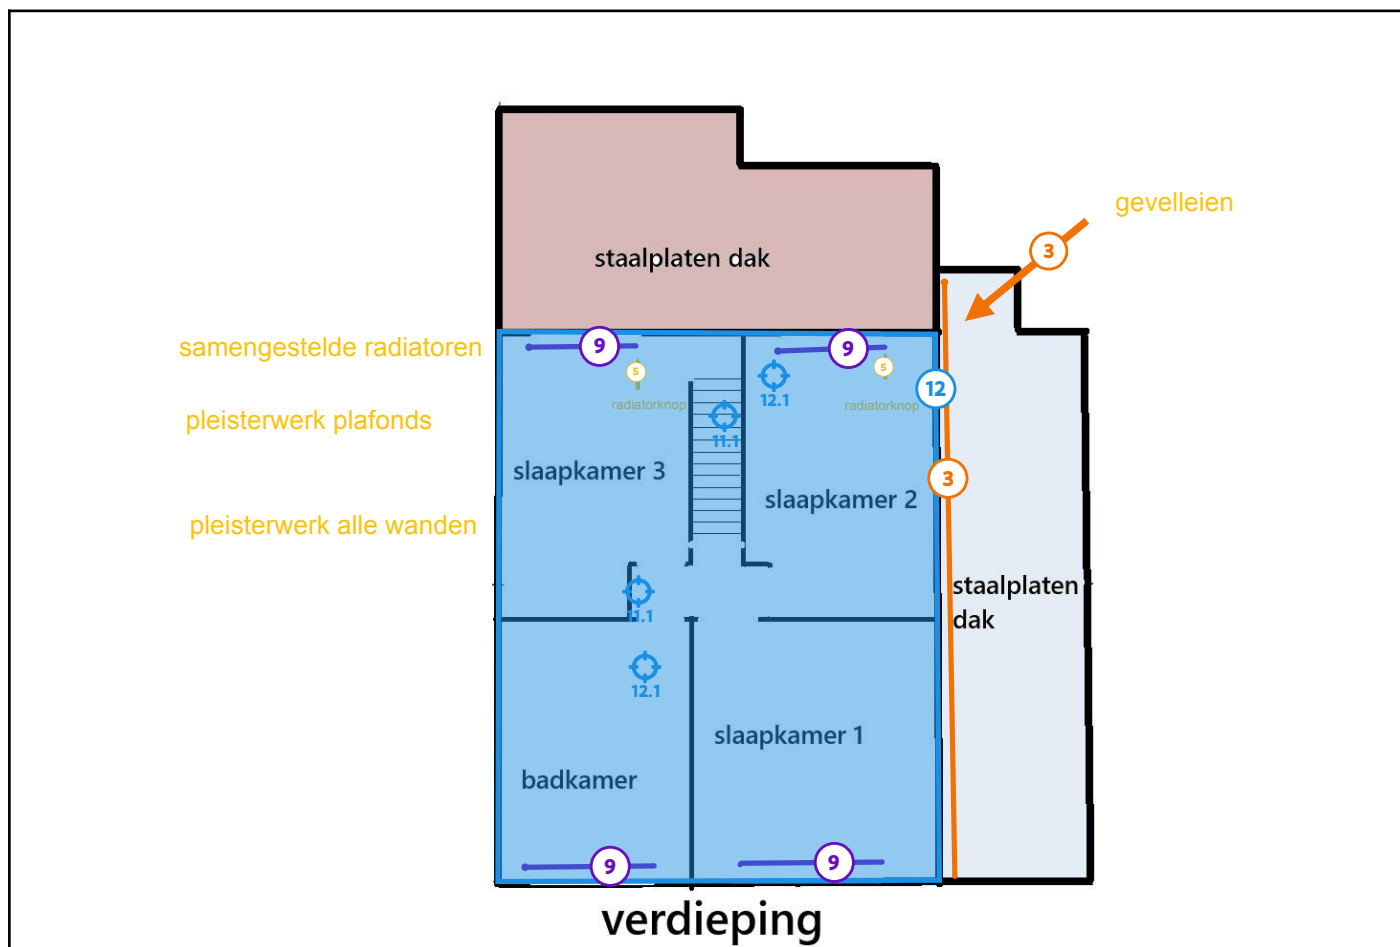 gevelleien
3
staalplaten dak
samengestelde radiatoren
9
9
5
5
12.1
12
radiatorknop
radiatorknop
pleisterwerk plafonds
11.1
slaapkamer 3
3
slaapkamer 2
pleisterwerk alle wanden
staalplaten
dak
11.1
12.1
slaapkamer 1
badkamer
9
9
verdieping